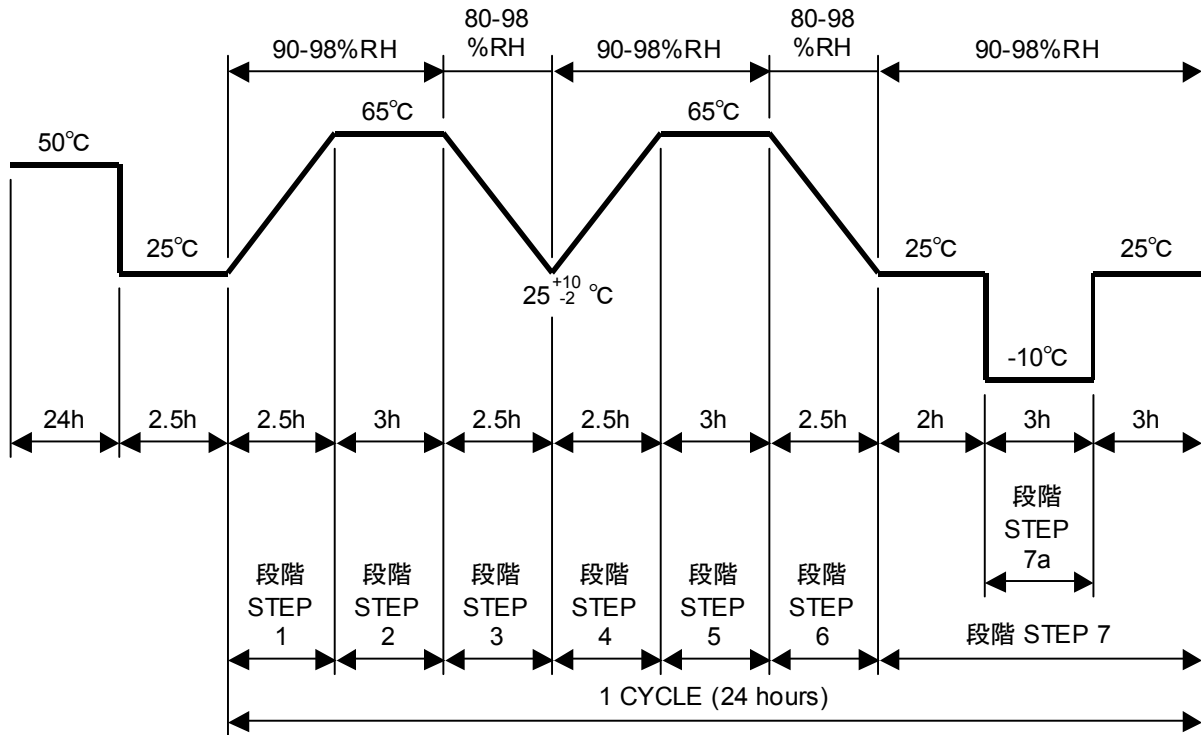 80-98
%RH
80-98
%RH
90-98%RH
90-98%RH
90-98%RH
50℃
65℃
65℃
25℃
25 +10 -2 ℃
25℃
25℃
-10℃
24h
2.5h
2.5h
3h
2.5h
2.5h
3h
2.5h
2h
3h
3h
段階
STEP
7a
段階
STEP
1
段階
STEP
2
段階
STEP
3
段階
STEP
4
段階
STEP
5
段階
STEP
6
段階 STEP 7
1 CYCLE (24 hours)